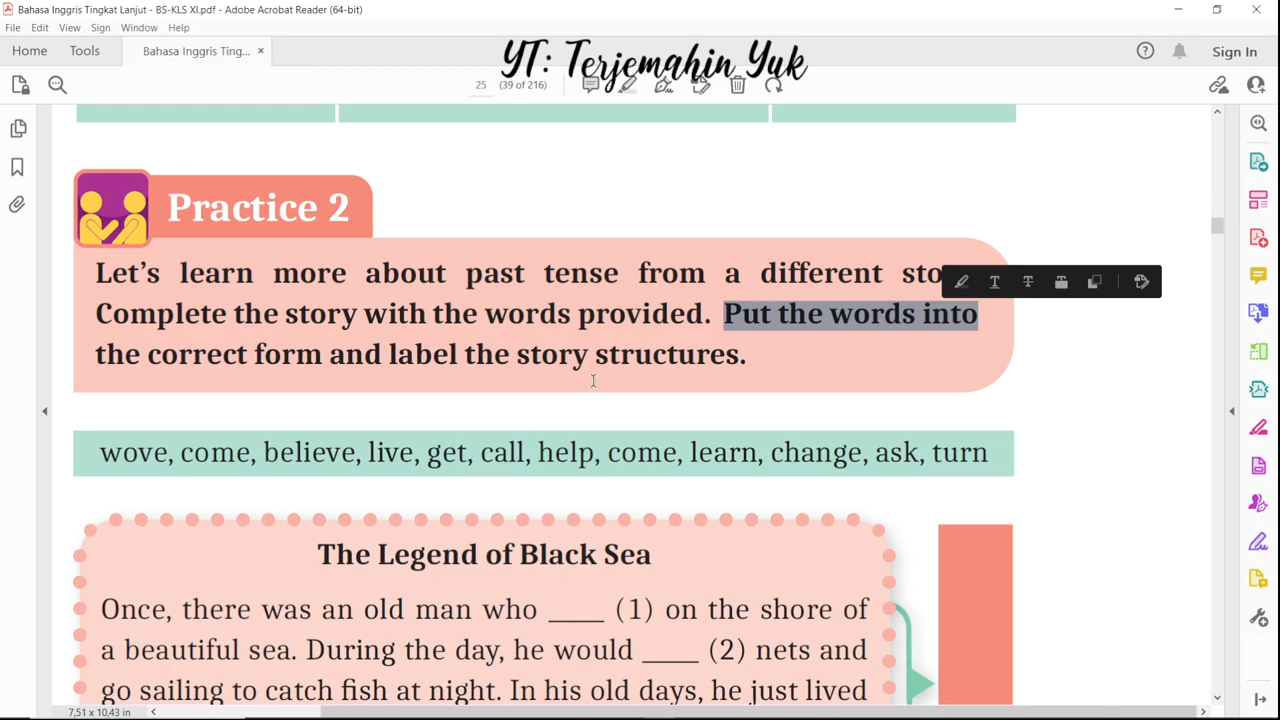 Bahasa Inggris Tingkat Lanjut - BS-KLS XI.pdf - Adobe Acrobat Reader (64-bit)
File Edit View Sign Window Help
Home Tools Bahasa Inggris Ting... × Sign In
YT: Terjemahin Yuk
25 (39 of 216)
Practice 2
Let's learn more about past tense from a different
Complete the story with the words provided. Put the words into
the correct form and label the story structures.
wove, come, believe, live, get, call, help, come, learn, change, ask, turn
The Legend of Black Sea
Once, there was an old man who ____ (1) on the shore of
a beautiful sea. During the day, he would ____ (2) nets and
go sailing to catch fish at night. In his old days, he just lived
7,51 x 10,43 in